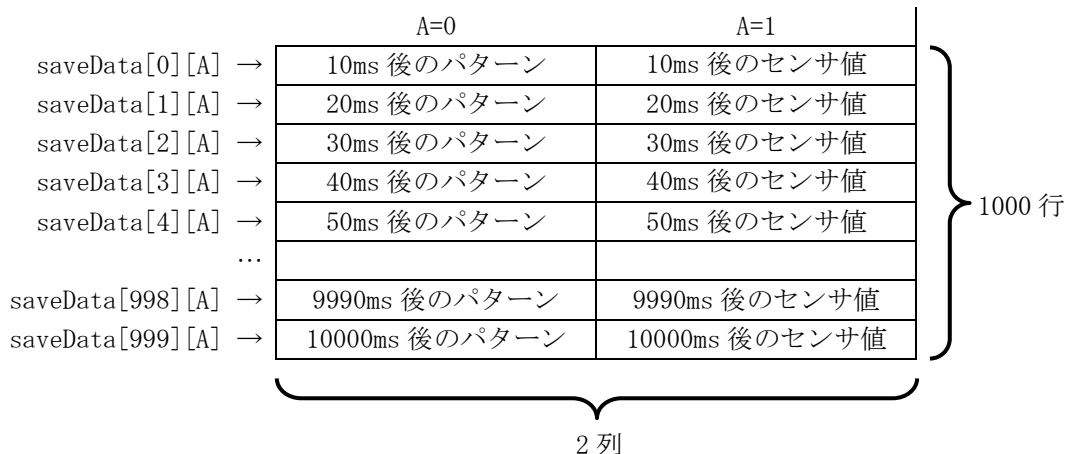 A=0 A=1
saveData[0][A] → 10ms 後のパターン 10ms 後のセンサ値
saveData[1][A] → 20ms 後のパターン 20ms 後のセンサ値
saveData[2][A] → 30ms 後のパターン 30ms 後のセンサ値
saveData[3][A] → 40ms 後のパターン 40ms 後のセンサ値
saveData[4][A] → 50ms 後のパターン 50ms 後のセンサ値
1000 行
…
saveData[998][A] → 9990ms 後のパターン 9990ms 後のセンサ値
saveData[999][A] → 10000ms 後のパターン 10000ms 後のセンサ値
2 列